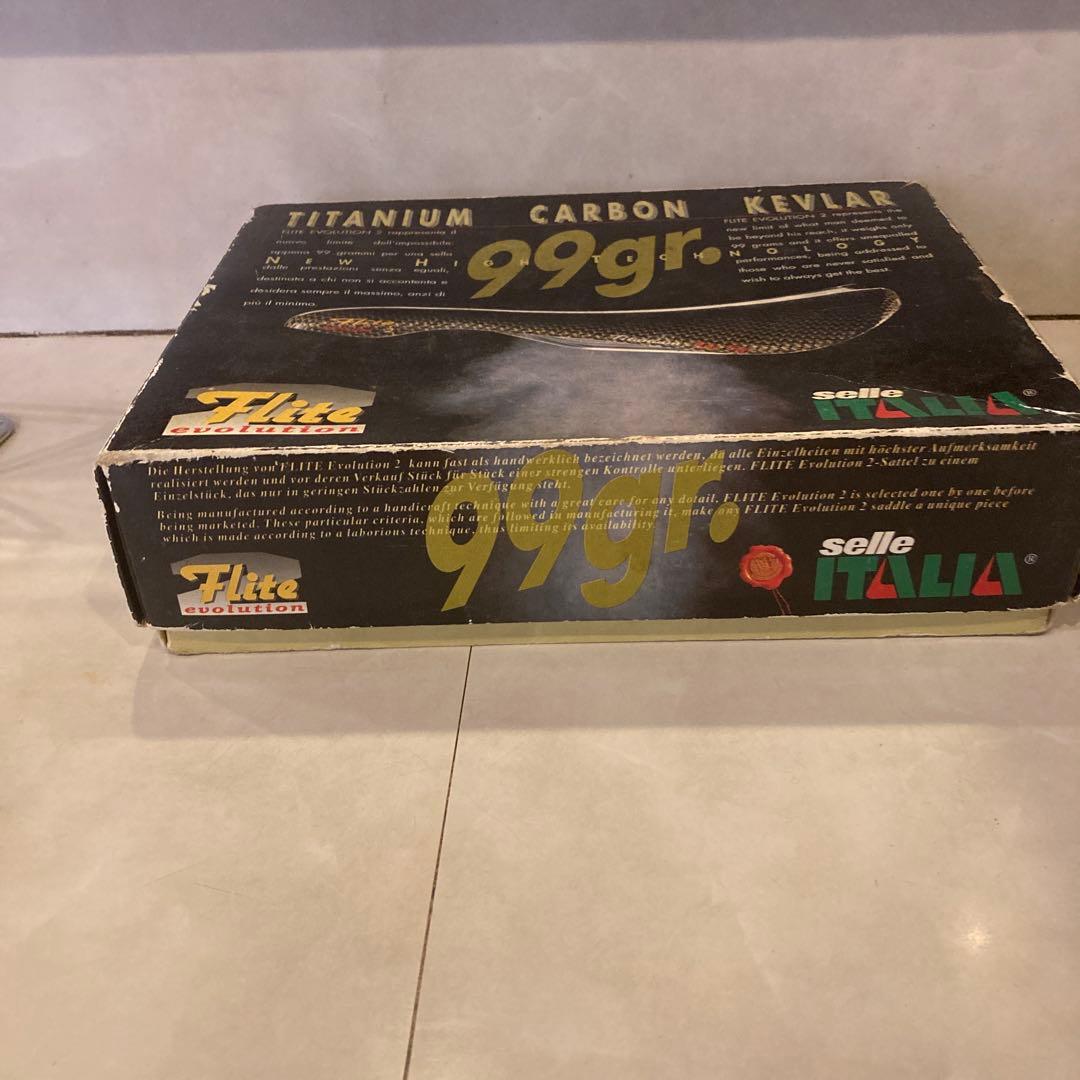 TITANIUM CARBON KEVLAR
FLITE EVOLUTION 2 rappresenta il
nuovo limite dell'impossibile:
appena 99 grammi per una sella
dalle prestazioni senza eguali,
destinata a chi non si accontenta e
desidera sempre il massimo, anzi di
più il minimo.
99gr.
NEW HIGH TECHNOLOGY
FLITE EVOLUTION 2 represents the
new limit of what man deemed to
be beyond his reach, it weighs only
99 grams and it offers unequalled
performances, being addressed to
those who are never satisfied and
wish to always get the best.
Flite
Flite
evolution
selle
ITALIA®
Die Herstellung von FLITE Evolution 2 kann fast als handwerklich bezeichnet werden, da alle Einzelheiten mit höchster Aufmerksamkeit
realisiert werden und vor deren Verkauf Stück für Stück einer strengen Kontrolle unterliegen. FLITE Evolution 2-Sattel zu einem
Einzelstück, das nur in geringen Stückzahlen zur Verfügung steht.
Being manufactured according to a handicraft technique with a great care for any dotail, FLITE Evolution 2 is selected one by one before
being marketed. These particular criteria, which are followed in manufacturing it, make any FLITE Evolution 2 saddle a unique piece
which is made according to a laborious technique, thus limiting its availability.
99gr.
Flite
evolution
selle
ITALIA®